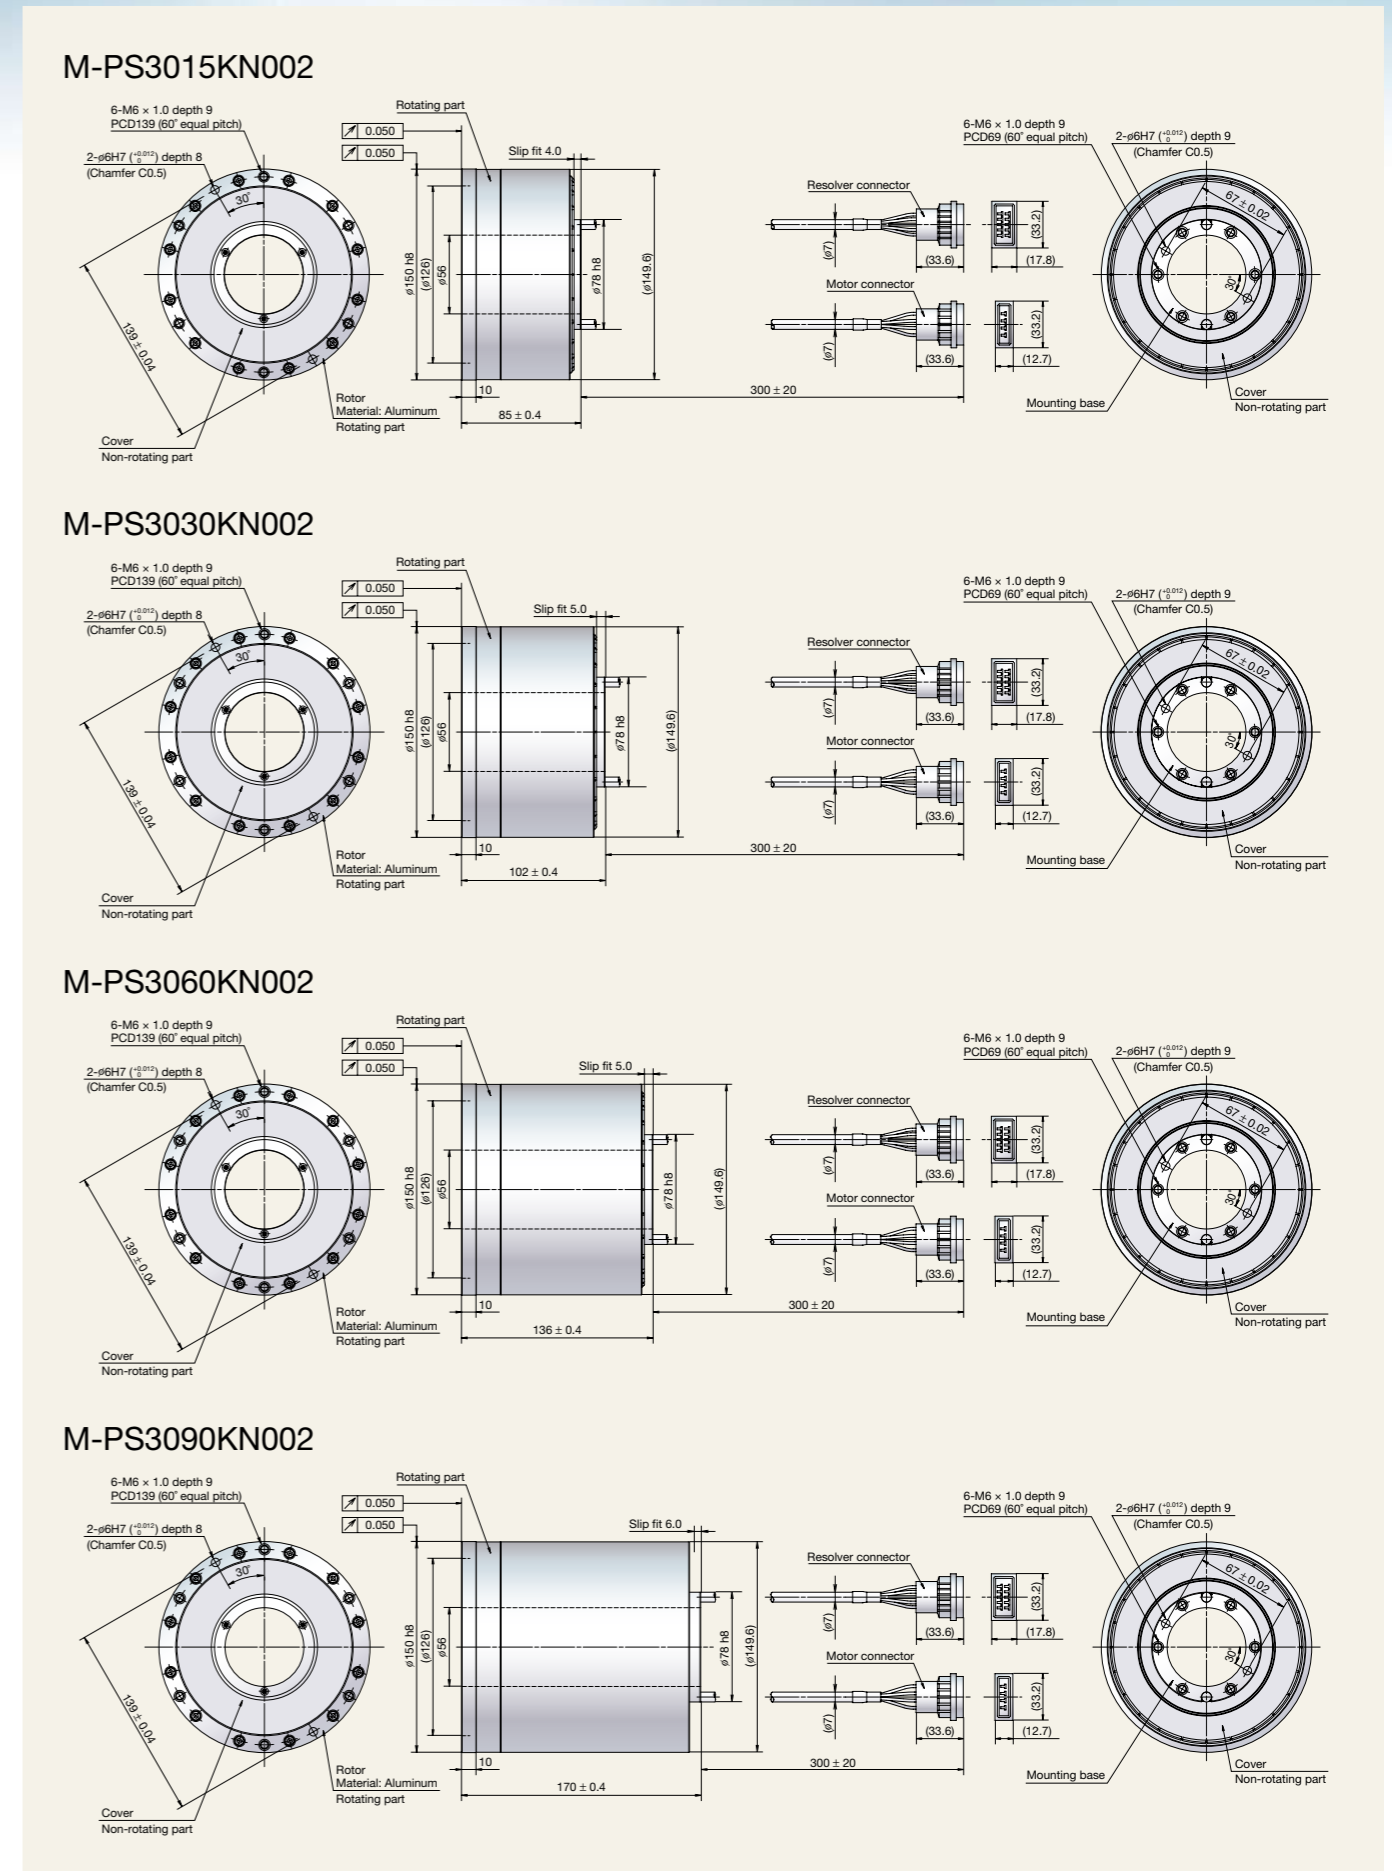 M-PS3015KN002
6-M6 × 1.0 depth 9
PCD139 (60° equal pitch)
2-ø6H7 (+0.012 0) depth 8
(Chamfer C0.5)
30°
139 ± 0.04
Cover
Non-rotating part
Rotor
Material: Aluminum
Rotating part
Rotating part
0.050
0.050
Slip fit 4.0
ø150 h8
(ø126)
ø56
ø78 h8
(ø149.6)
10
85 ± 0.4
300 ± 20
Resolver connector
(ø7)
(33.6)
(33.2)
(17.8)
Motor connector
(ø7)
(33.6)
(33.2)
(12.7)
6-M6 × 1.0 depth 9
PCD69 (60° equal pitch)
2-ø6H7 (+0.012 0) depth 9
(Chamfer C0.5)
67 ± 0.02
30°
Mounting base
Cover
Non-rotating part
M-PS3030KN002
6-M6 × 1.0 depth 9
PCD139 (60° equal pitch)
2-ø6H7 (+0.012 0) depth 8
(Chamfer C0.5)
30°
139 ± 0.04
Cover
Non-rotating part
Rotor
Material: Aluminum
Rotating part
Rotating part
0.050
0.050
Slip fit 5.0
ø150 h8
(ø126)
ø56
ø78 h8
(ø149.6)
10
102 ± 0.4
300 ± 20
Resolver connector
(ø7)
(33.6)
(33.2)
(17.8)
Motor connector
(ø7)
(33.6)
(33.2)
(12.7)
6-M6 × 1.0 depth 9
PCD69 (60° equal pitch)
2-ø6H7 (+0.012 0) depth 9
(Chamfer C0.5)
67 ± 0.02
30°
Mounting base
Cover
Non-rotating part
M-PS3060KN002
6-M6 × 1.0 depth 9
PCD139 (60° equal pitch)
2-ø6H7 (+0.012 0) depth 8
(Chamfer C0.5)
30°
139 ± 0.04
Cover
Non-rotating part
Rotor
Material: Aluminum
Rotating part
Rotating part
0.050
0.050
Slip fit 5.0
ø150 h8
(ø126)
ø56
ø78 h8
(ø149.6)
10
136 ± 0.4
300 ± 20
Resolver connector
(ø7)
(33.6)
(33.2)
(17.8)
Motor connector
(ø7)
(33.6)
(33.2)
(12.7)
6-M6 × 1.0 depth 9
PCD69 (60° equal pitch)
2-ø6H7 (+0.012 0) depth 9
(Chamfer C0.5)
67 ± 0.02
30°
Mounting base
Cover
Non-rotating part
M-PS3090KN002
6-M6 × 1.0 depth 9
PCD139 (60° equal pitch)
2-ø6H7 (+0.012 0) depth 8
(Chamfer C0.5)
30°
139 ± 0.04
Cover
Non-rotating part
Rotor
Material: Aluminum
Rotating part
Rotating part
0.050
0.050
Slip fit 6.0
ø150 h8
(ø126)
ø56
ø78 h8
(ø149.6)
10
170 ± 0.4
300 ± 20
Resolver connector
(ø7)
(33.6)
(33.2)
(17.8)
Motor connector
(ø7)
(33.6)
(33.2)
(12.7)
6-M6 × 1.0 depth 9
PCD69 (60° equal pitch)
2-ø6H7 (+0.012 0) depth 9
(Chamfer C0.5)
67 ± 0.02
30°
Mounting base
Cover
Non-rotating part